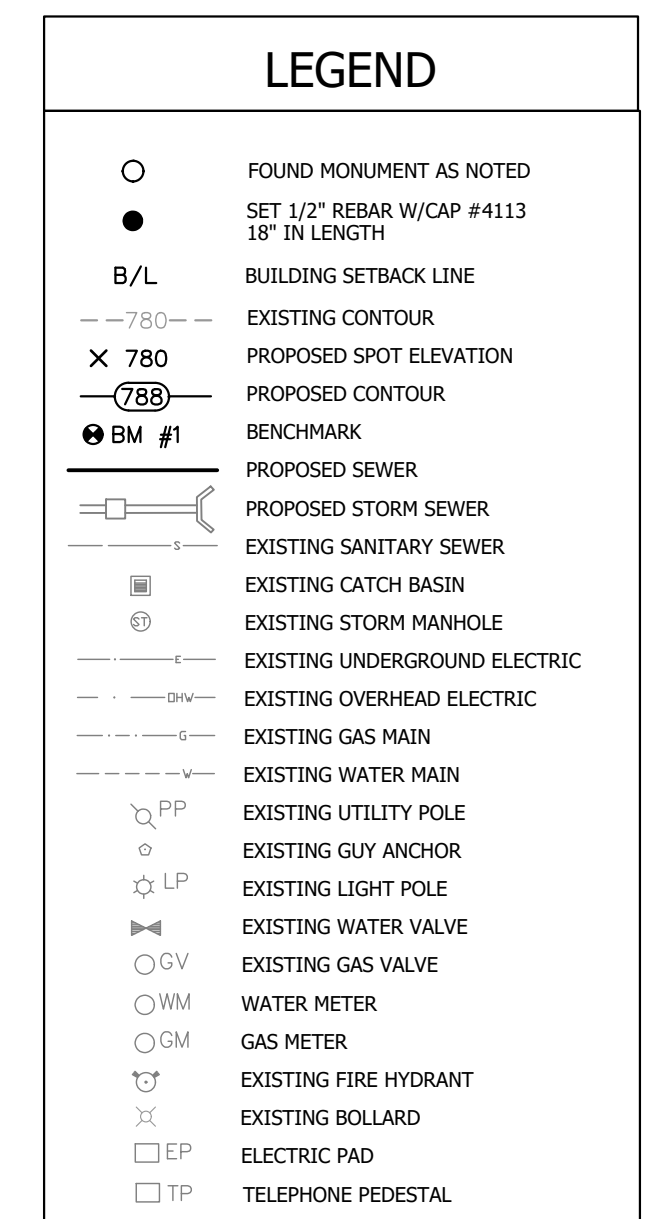 LEGEND
FOUND MONUMENT AS NOTED
SET 1/2" REBAR W/CAP #4113
18" IN LENGTH
B/L BUILDING SETBACK LINE
780 EXISTING CONTOUR
780 PROPOSED SPOT ELEVATION
788 PROPOSED CONTOUR
BM #1 BENCHMARK
PROPOSED SEWER
PROPOSED STORM SEWER
S EXISTING SANITARY SEWER
EXISTING CATCH BASIN
ST EXISTING STORM MANHOLE
E EXISTING UNDERGROUND ELECTRIC
OHW EXISTING OVERHEAD ELECTRIC
G EXISTING GAS MAIN
W EXISTING WATER MAIN
PP EXISTING UTILITY POLE
EXISTING GUY ANCHOR
LP EXISTING LIGHT POLE
EXISTING WATER VALVE
GV EXISTING GAS VALVE
WM WATER METER
GM GAS METER
EXISTING FIRE HYDRANT
EXISTING BOLLARD
EP ELECTRIC PAD
TP TELEPHONE PEDESTAL